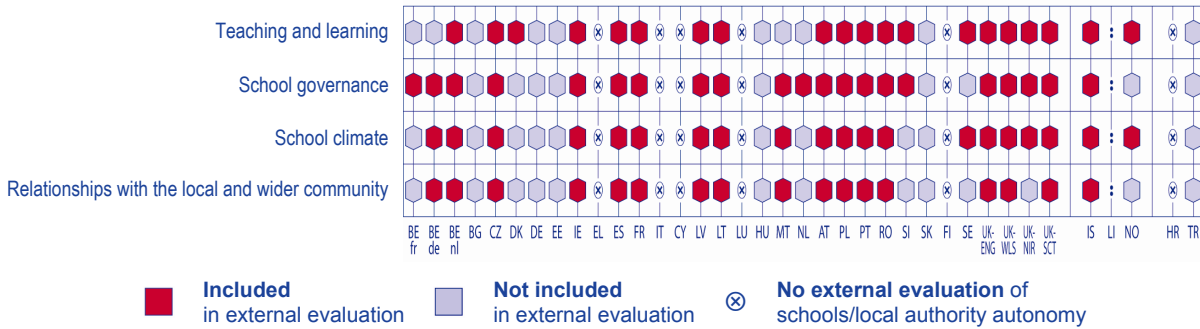 Teaching and learning
School governance
School climate
Relationships with the local and wider community
BE fr BE de BE nl BG CZ DK DE EE IE EL ES FR IT CY LV LT LU HU MT NL AT PL PT RO SI SK FI SE UK-ENG UK-WLS UK-NIR UK-SCT IS LI NO HR TR
Included
in external evaluation
Not included
in external evaluation
No external evaluation of
schools/local authority autonomy